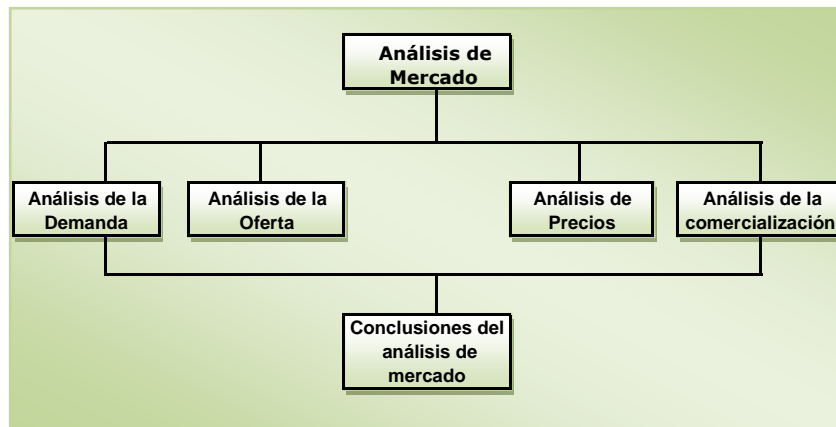 Análisis de
Mercado
Análisis de la
Demanda
Análisis de la
Oferta
Análisis de
Precios
Análisis de la
comercialización
Conclusiones del
análisis de
mercado